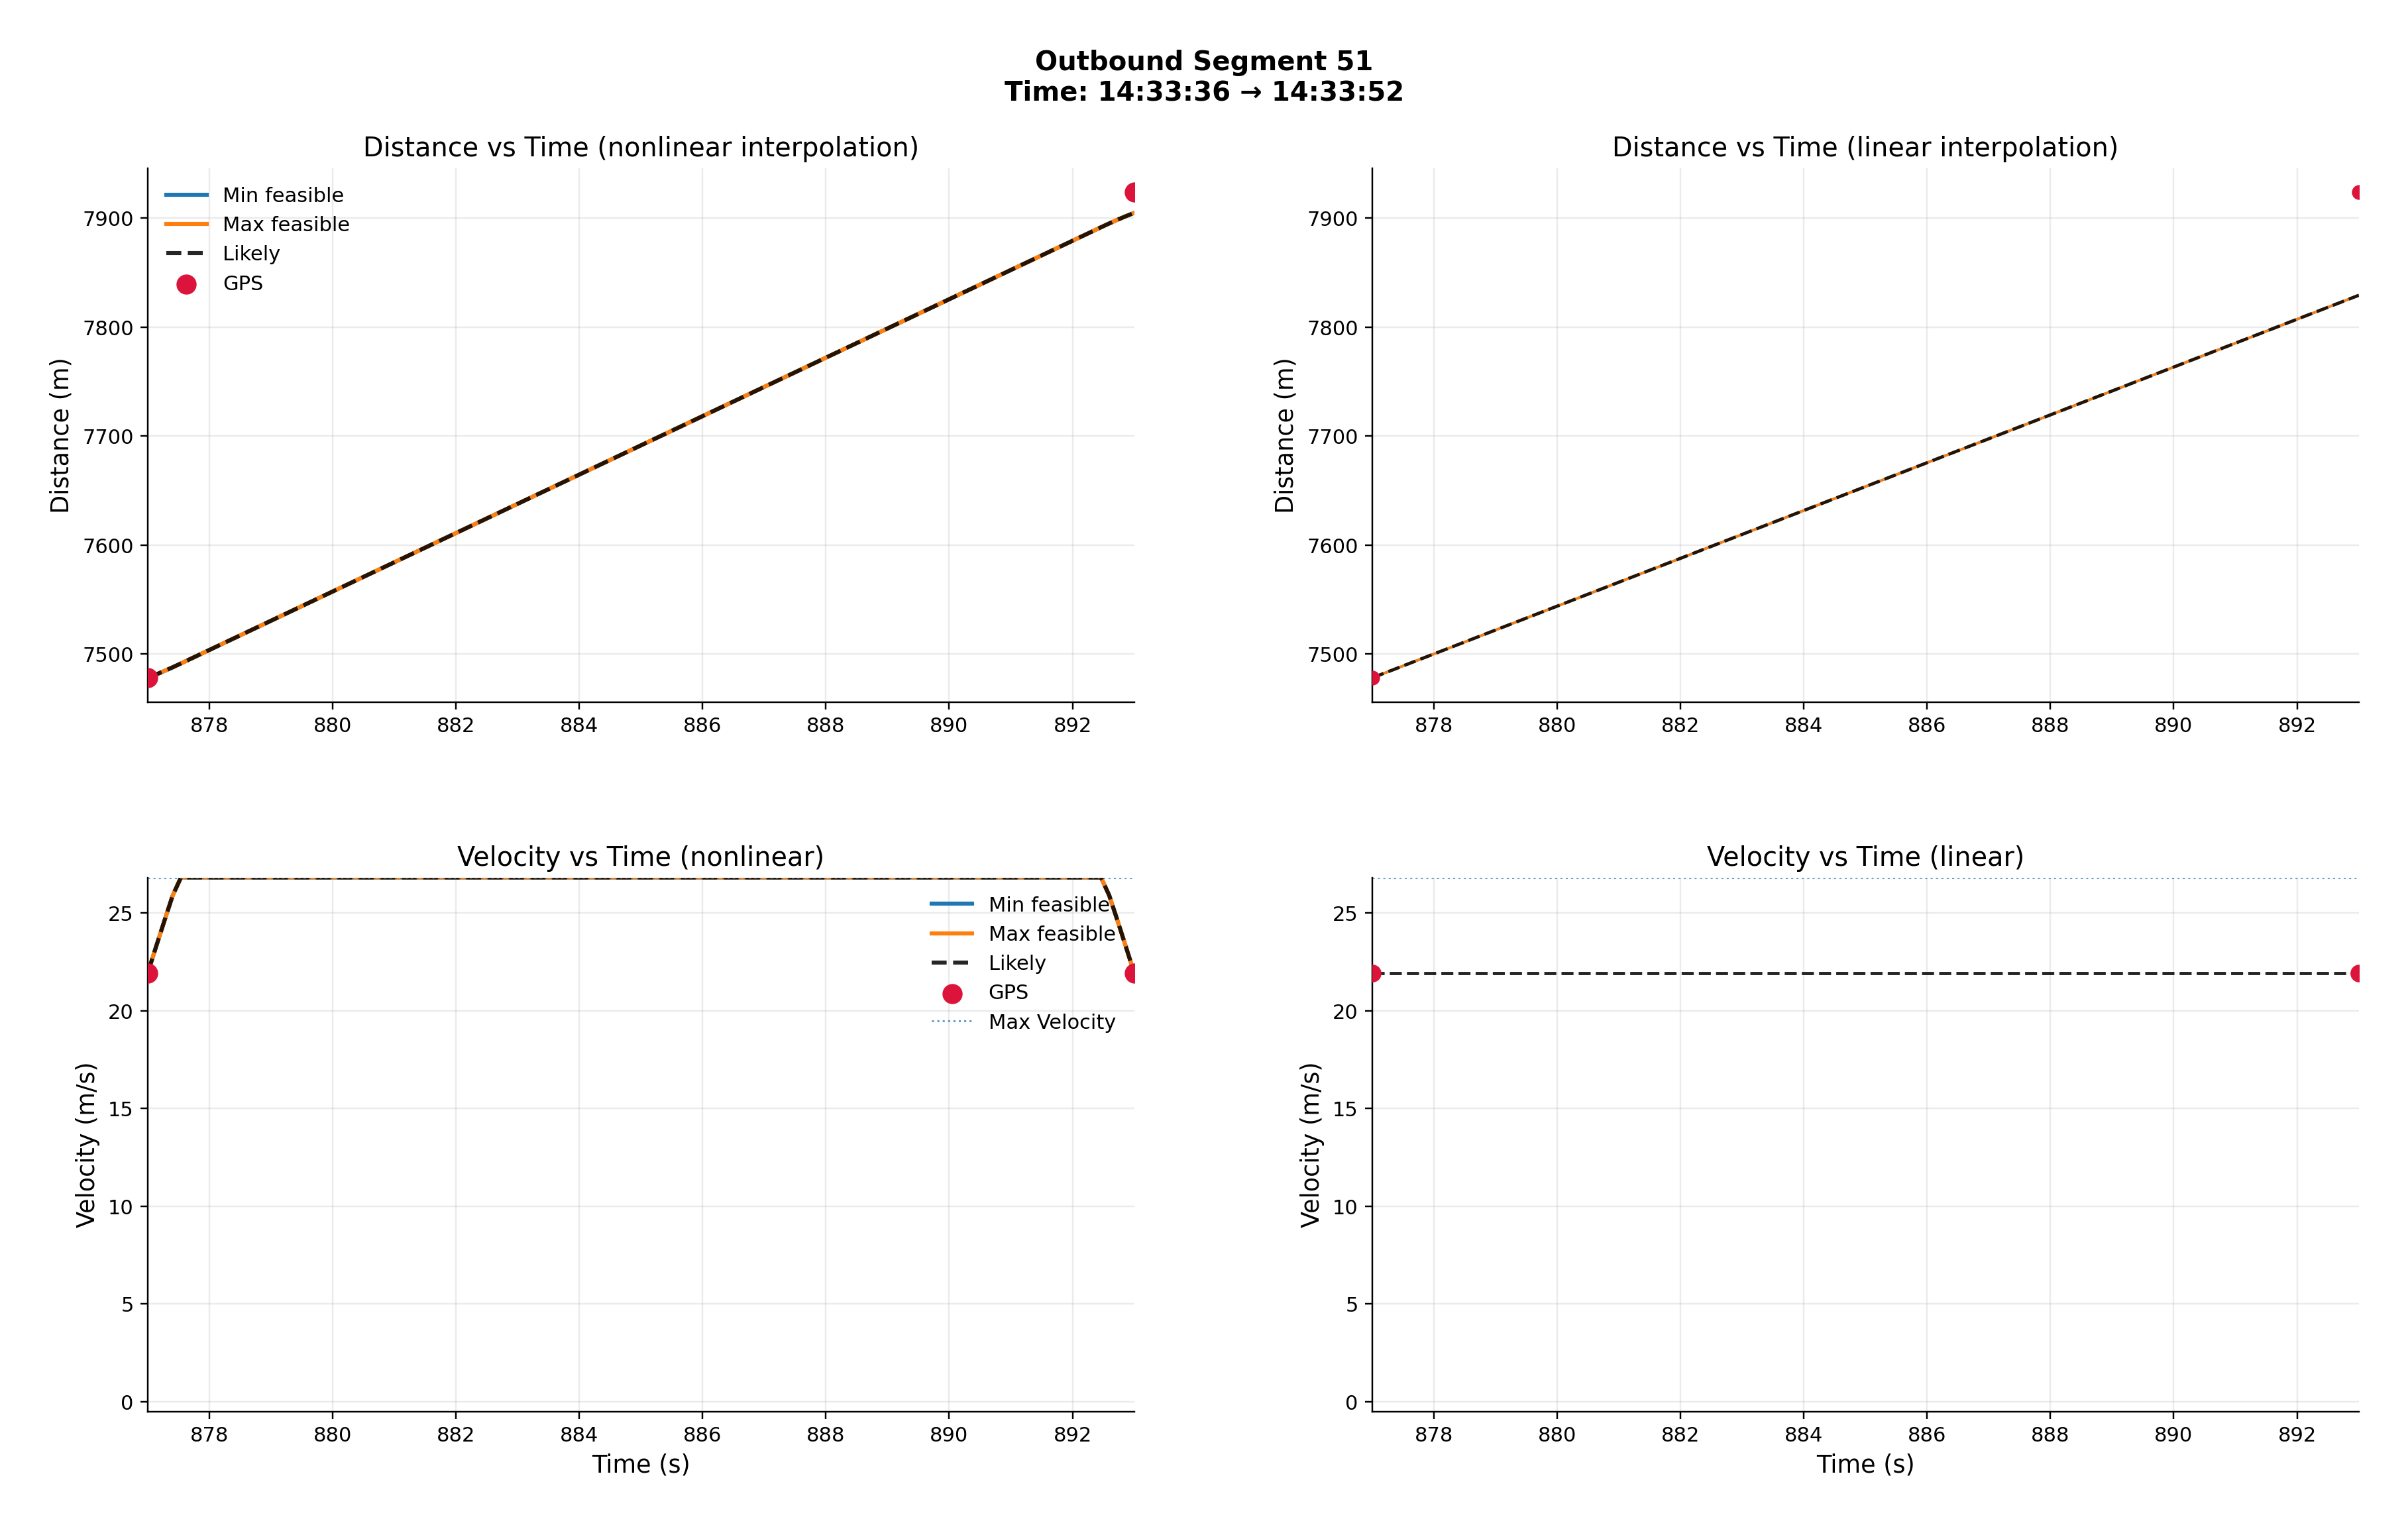 Outbound Segment 51
Time: 14:33:36 → 14:33:52
Distance vs Time (nonlinear interpolation)
Distance (m)
7900
7800
7700
7600
7500
878 880 882 884 886 888 890 892
Min feasible
Max feasible
Likely
GPS
Distance vs Time (linear interpolation)
Distance (m)
7900
7800
7700
7600
7500
878 880 882 884 886 888 890 892
Velocity vs Time (nonlinear)
Velocity (m/s)
25
20
15
10
5
0
878 880 882 884 886 888 890 892
Time (s)
Min feasible
Max feasible
Likely
GPS
Max Velocity
Velocity vs Time (linear)
Velocity (m/s)
25
20
15
10
5
0
878 880 882 884 886 888 890 892
Time (s)